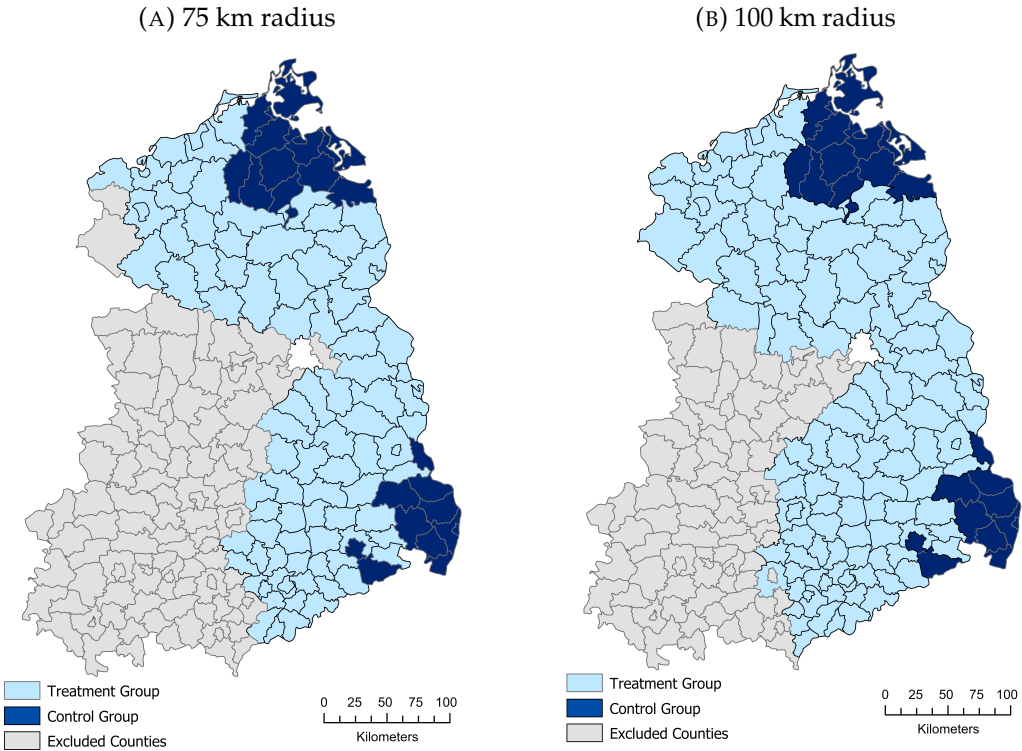 (A) 75 km radius
(B) 100 km radius
Treatment Group
Control Group
Excluded Counties
0 25 50 75 100
Kilometers
Treatment Group
Control Group
Excluded Counties
0 25 50 75 100
Kilometers